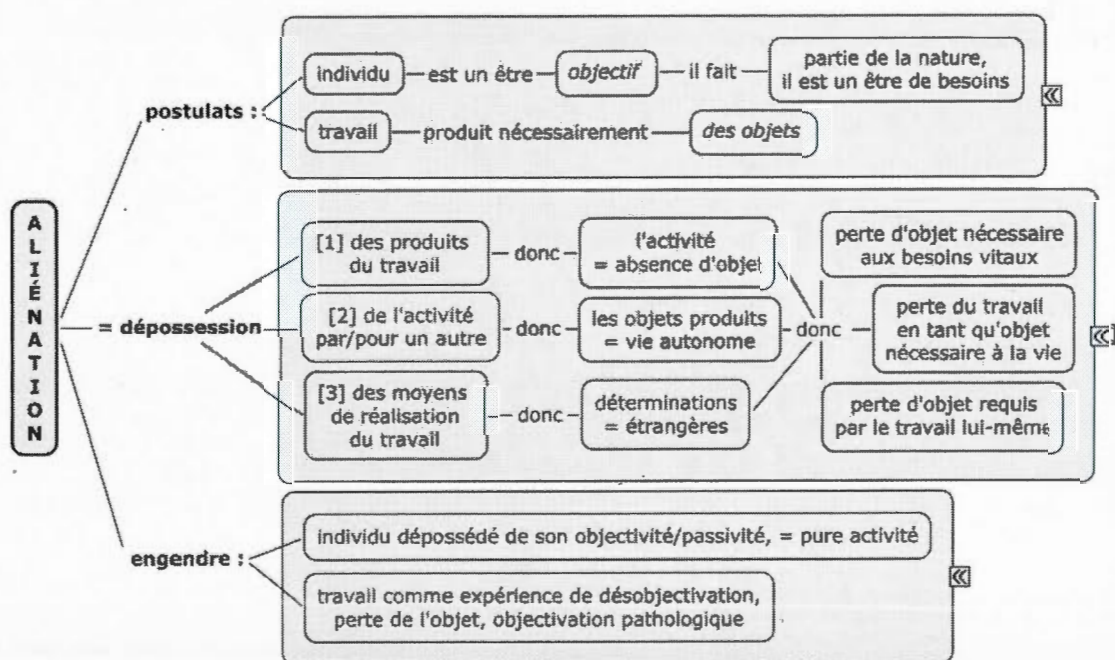 ALIÉNATION
postulats :
individu est un être objectif il fait
partie de la nature,
il est un être de besoins
travail produit nécessairement des objets
= dépossession
[1] des produits
du travail
donc
l'activité
= absence d'objet
[2] de l'activité
par/pour un autre
donc
les objets produits
= vie autonome
[3] des moyens
de réalisation
du travail
donc
déterminations
= étrangères
donc
perte d'objet nécessaire
aux besoins vitaux
perte du travail
en tant qu'objet
nécessaire à la vie
perte d'objet requis
par le travail lui-même
engendre :
individu dépossédé de son objectivité/passivité, = pure activité
travail comme expérience de désobjectivation,
perte de l'objet, objectivation pathologique